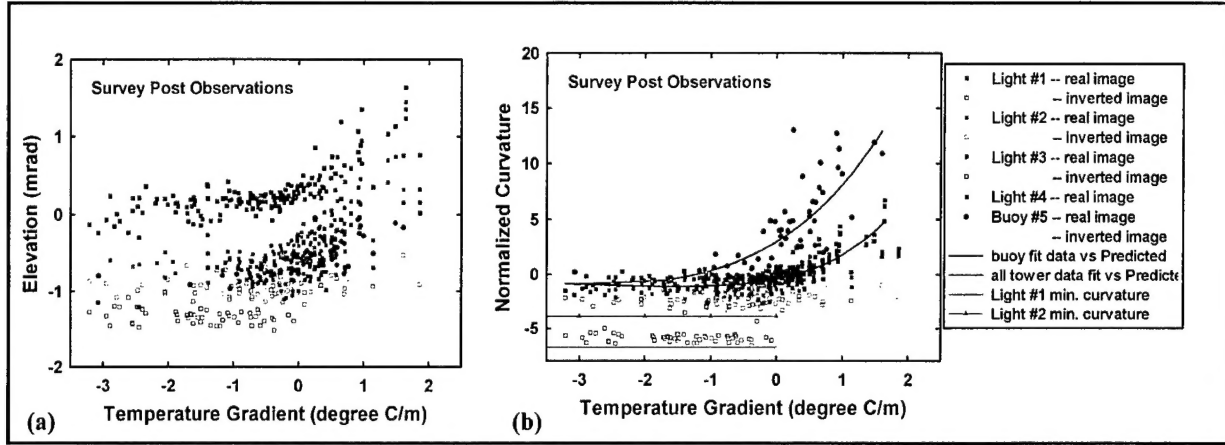 Survey Post Observations
Elevation (mrad)
2
1
0
-1
-2
-3 -2 -1 0 1 2
Temperature Gradient (degree C/m)
(a)
Survey Post Observations
Normalized Curvature
20
15
10
5
0
-5
-3 -2 -1 0 1 2
Temperature Gradient (degree C/m)
(b)
Light #1 -- real image
-- inverted image
Light #2 -- real image
-- inverted image
Light #3 -- real image
-- inverted image
Light #4 -- real image
Buoy #5 -- real image
-- inverted image
buoy fit data vs Predicted
all tower data fit vs Predicte
Light #1 min. curvature
Light #2 min. curvature